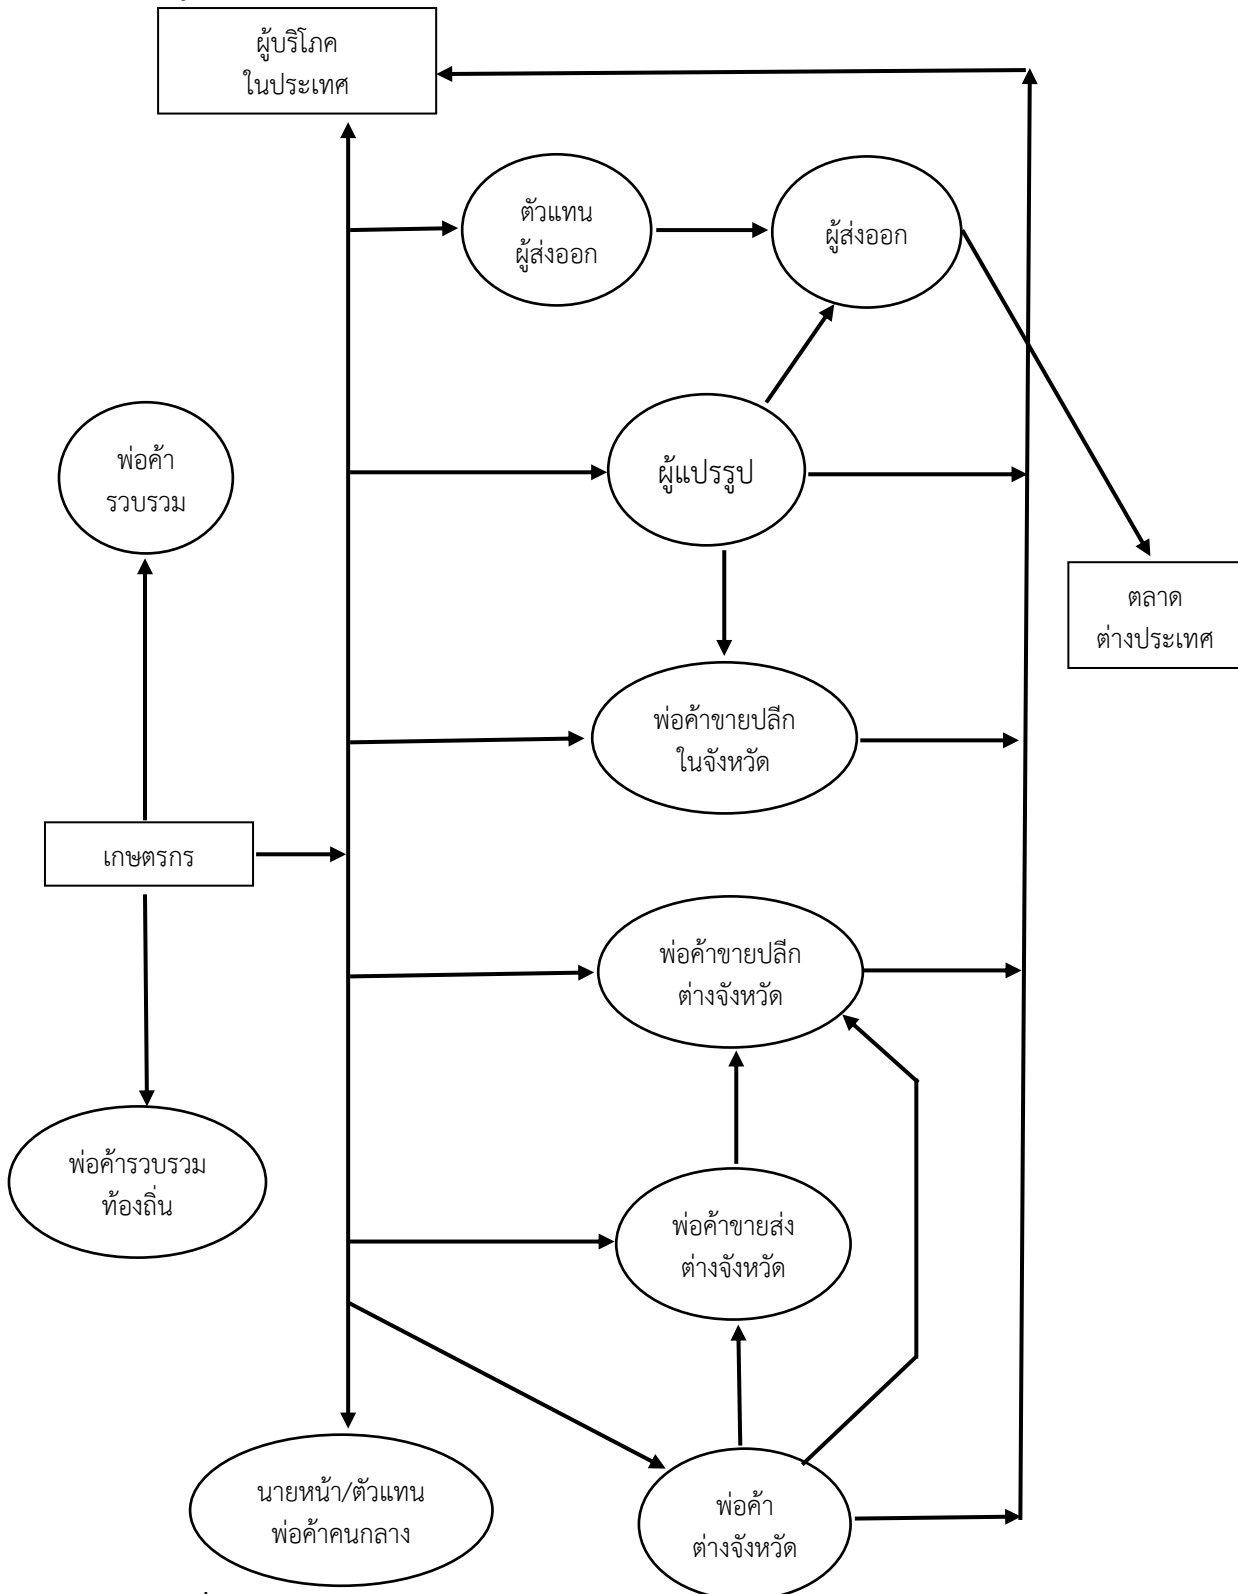 ผู้บริโภค
ในประเทศ
ตัวแทน
ผู้ส่งออก
ผู้ส่งออก
พ่อค้า
รวบรวม
ผู้แปรรูป
ตลาด
ต่างประเทศ
พ่อค้าขายปลีก
ในจังหวัด
เกษตรกร
พ่อค้าขายปลีก
ต่างจังหวัด
พ่อค้ารวบรวม
ท้องถิ่น
พ่อค้าขายส่ง
ต่างจังหวัด
นายหน้า/ตัวแทน
พ่อค้าคนกลาง
พ่อค้า
ต่างจังหวัด